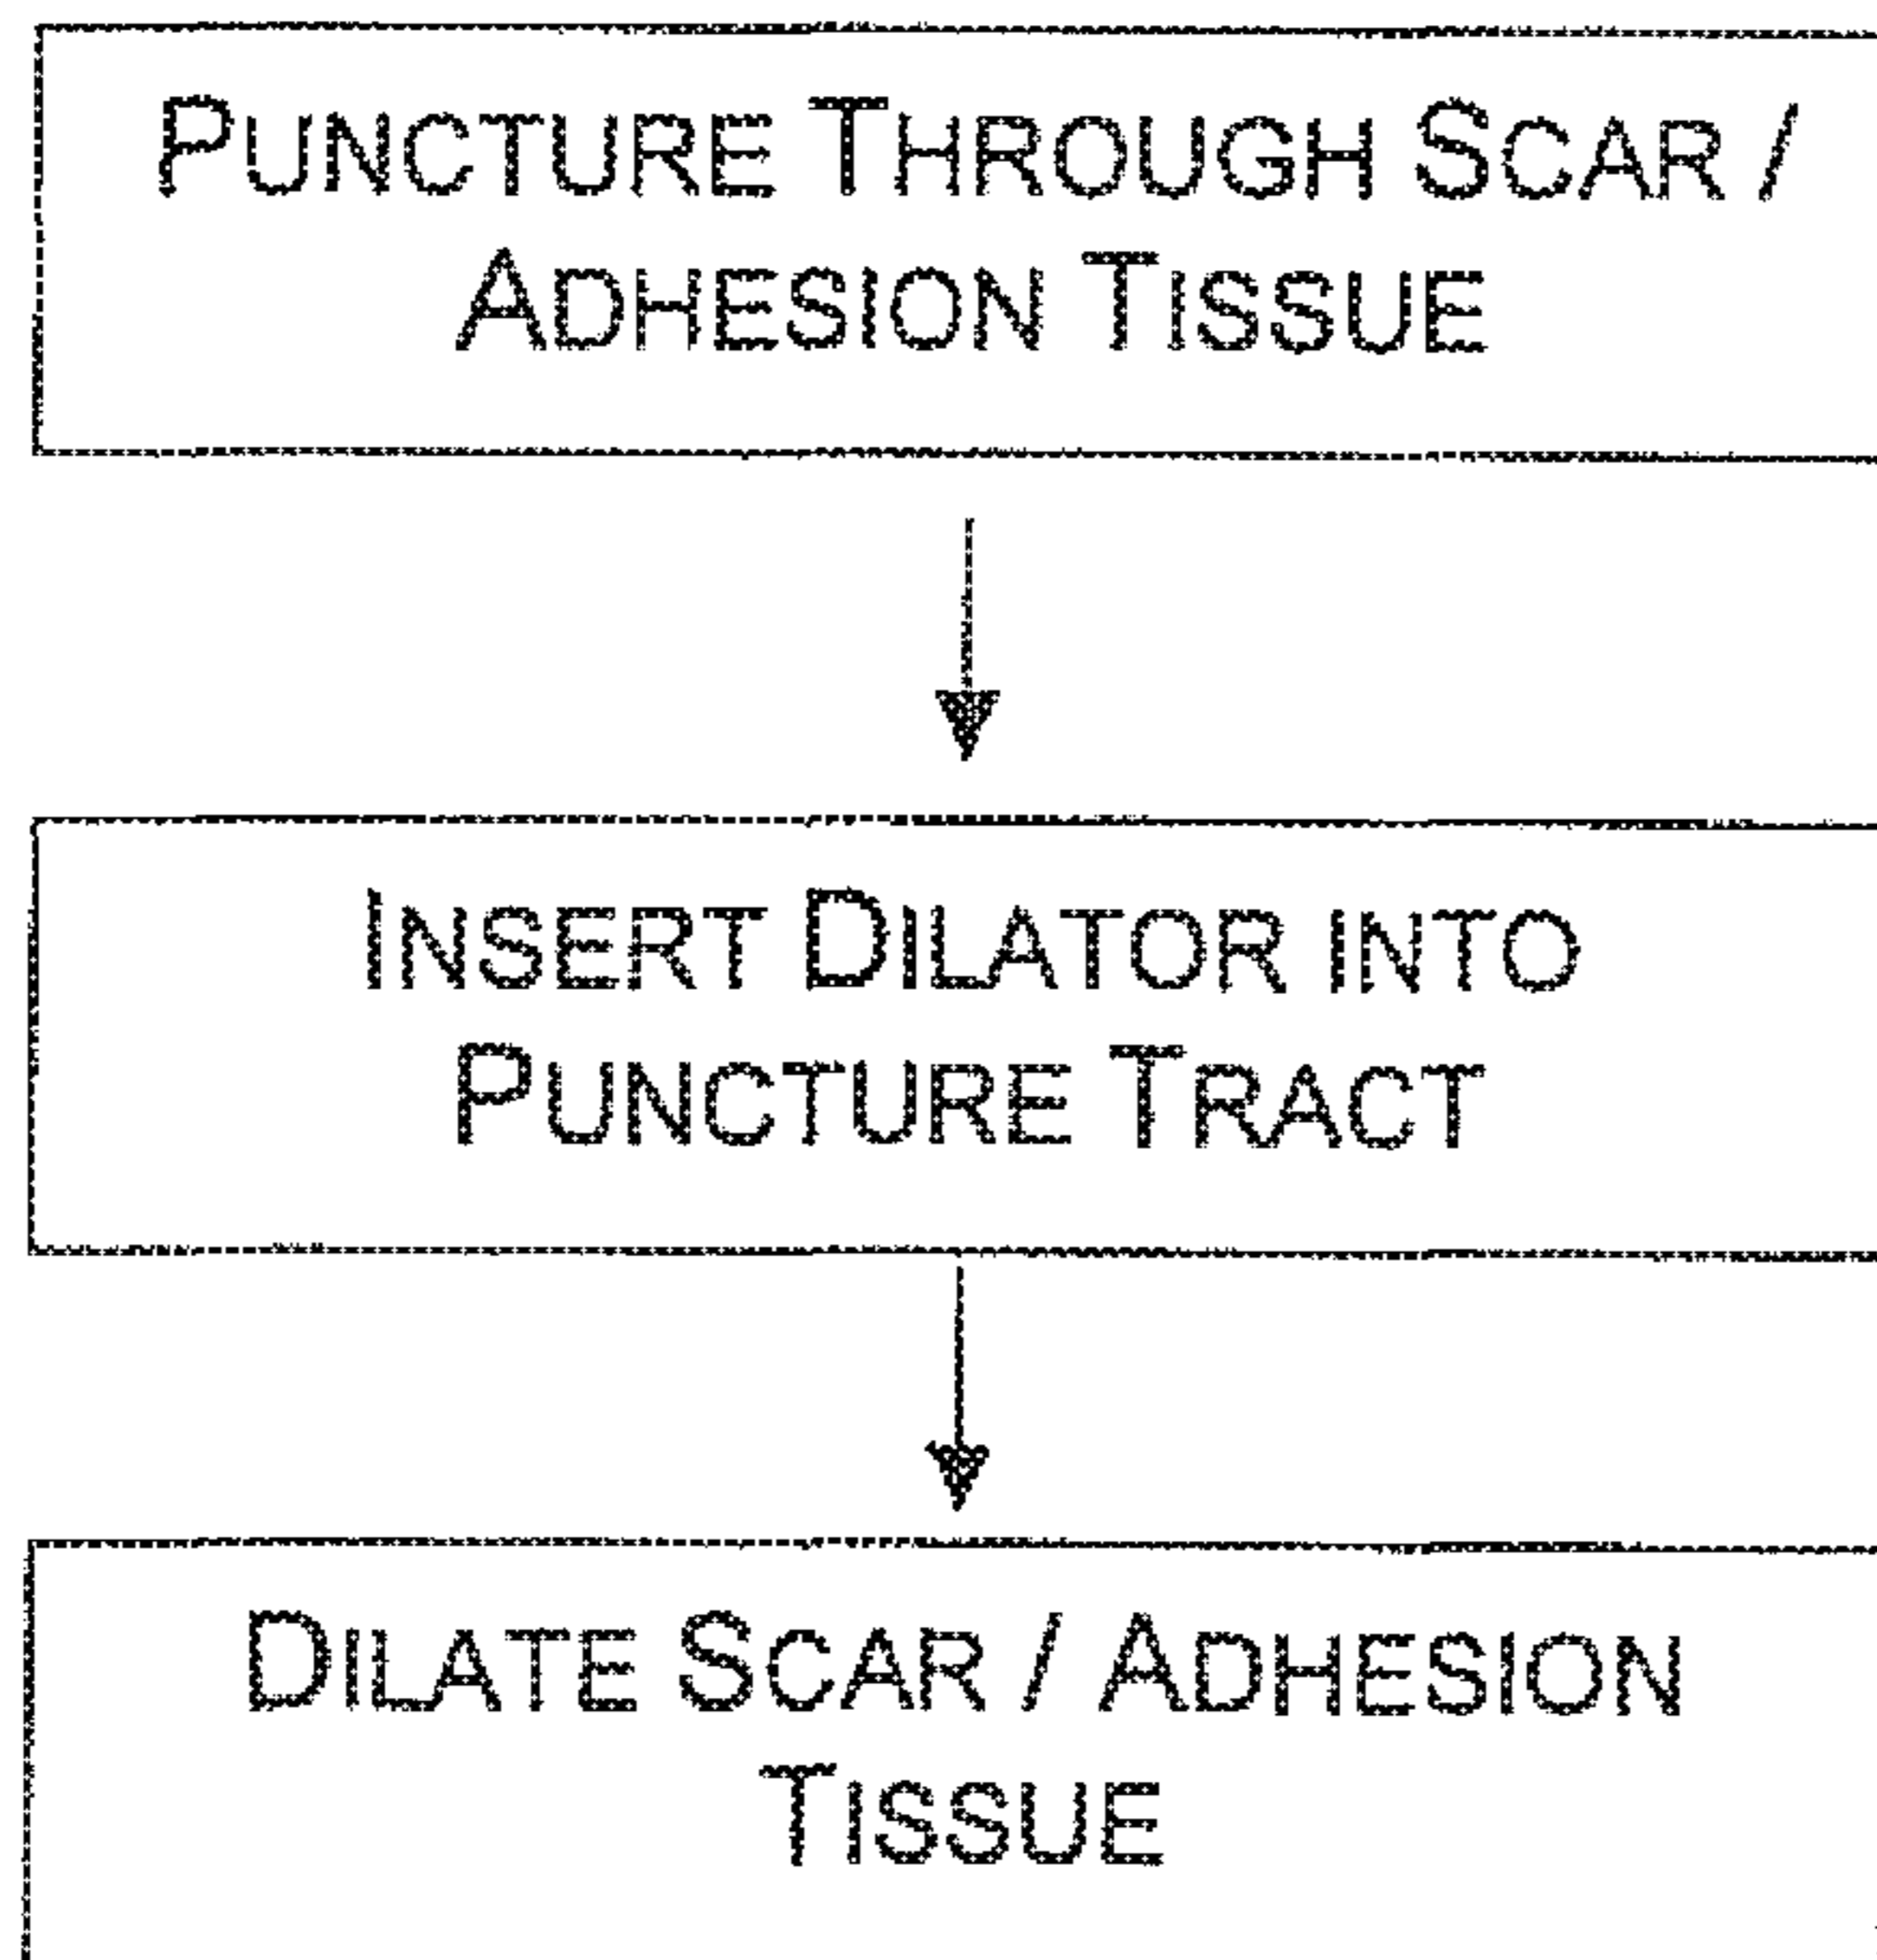 PUNCTURE THROUGH SCAR /
ADHESION TISSUE
INSERT DILATOR INTO
PUNCTURE TRACT
DILATE SCAR / ADHESION
TISSUE